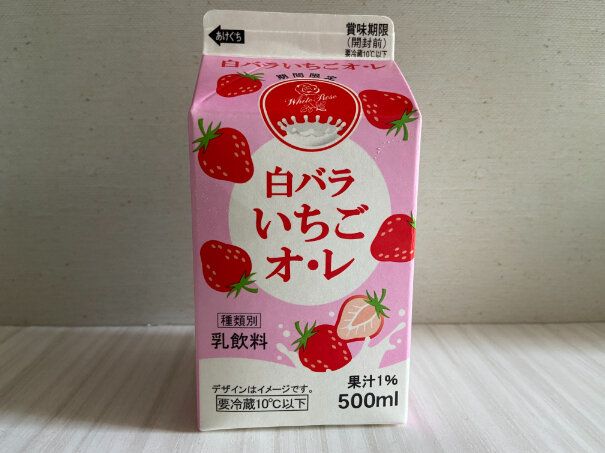 あけぐち
賞味期限
(開封前)
要冷蔵10℃以下
白バラいちごオ・レ
期間限定
White Rose
白バラ
いちご
オ・レ
種類別
乳飲料
果汁1%
デザインはイメージです。
要冷蔵10℃以下
500ml